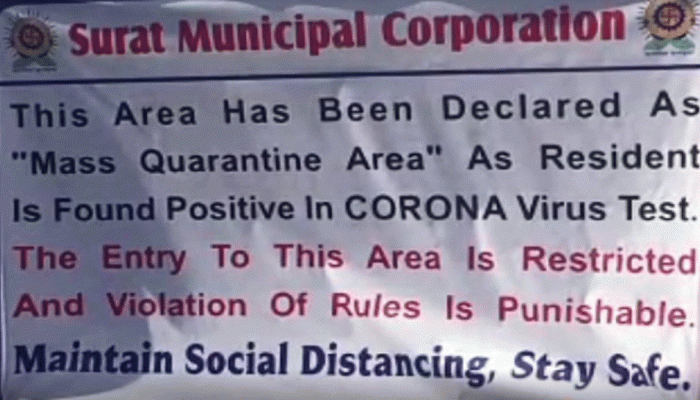 Surat Municipal Corporation
This Area Has Been Declared As
"Mass Quarantine Area" As Resident
Is Found Positive In CORONA Virus Test.
The Entry To This Area Is Restricted
And Violation Of Rules Is Punishable.
Maintain Social Distancing, Stay Safe.